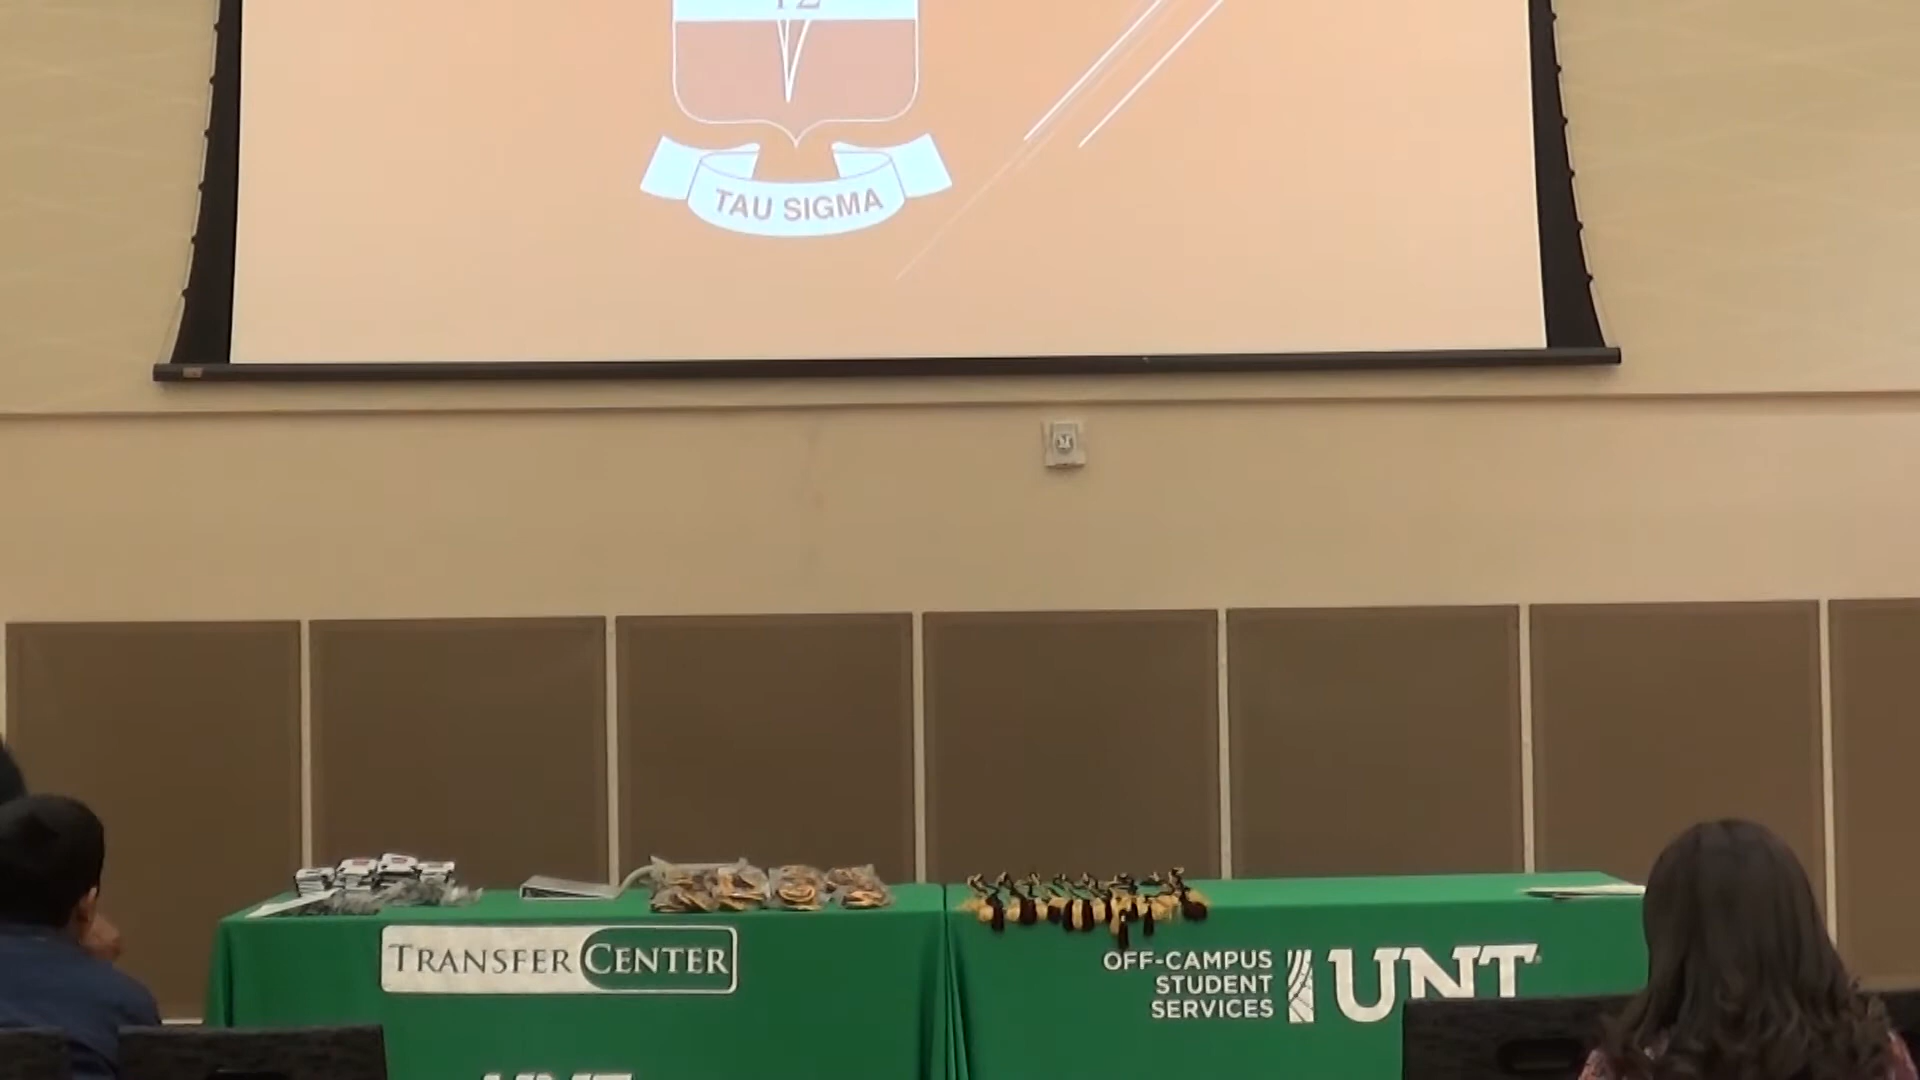 TAU SIGMA
TRANSFER CENTER
OFF-CAMPUS
STUDENT
SERVICES
UNT